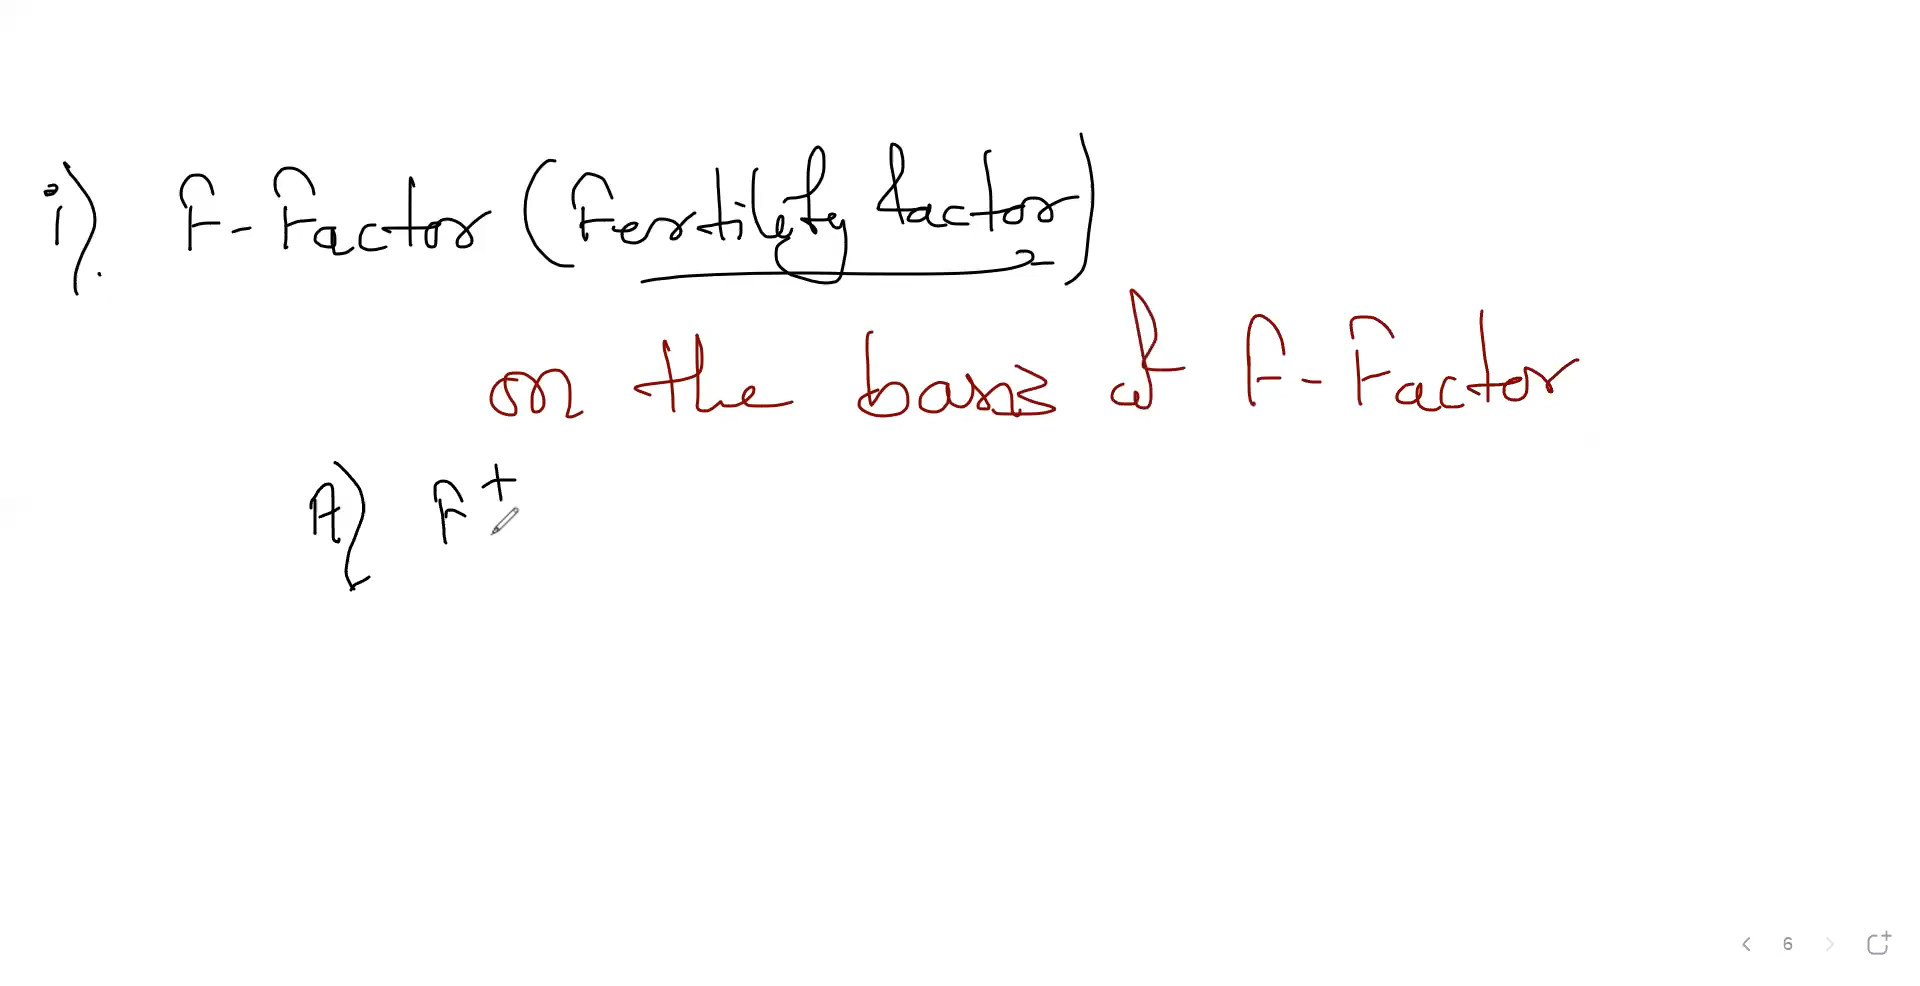 i). F-Factor (Fertility factor)
on the basis of F-Factor
A) F⁺
6